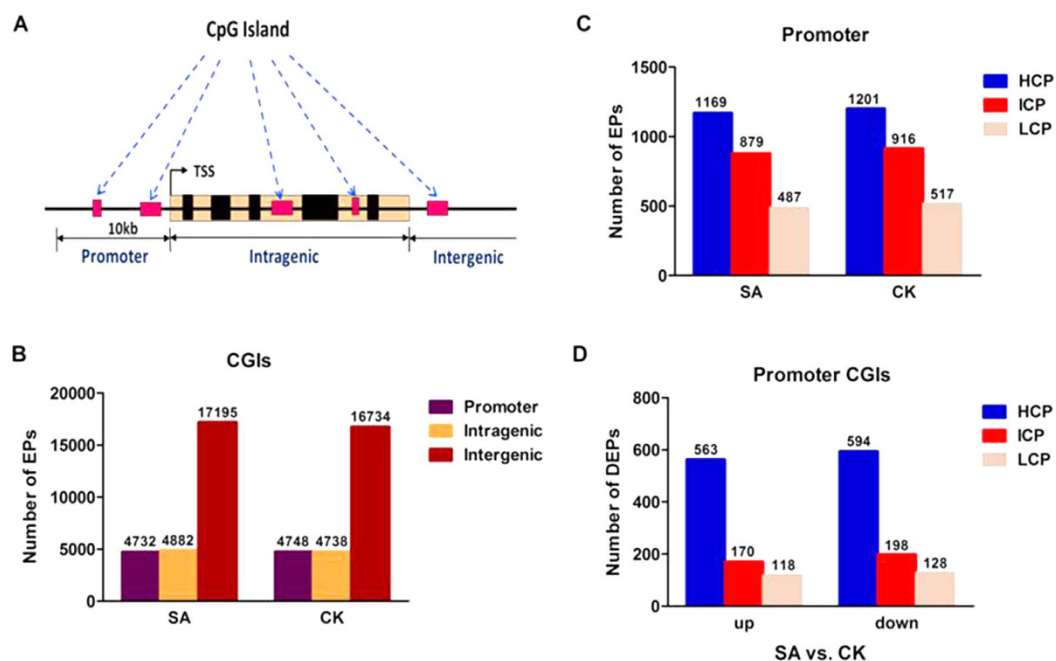 A
CpG Island
TSS
10kb
Promoter
Intragenic
Intergenic
B
CGIs
Number of EPs
20000
15000
10000
5000
0
4732
4882
17195
4748
4738
16734
SA
CK
Promoter
Intragenic
Intergenic
C
Promoter
Number of EPs
1500
1000
500
0
1169
879
487
1201
916
517
SA
CK
HCP
ICP
LCP
D
Promoter CGIs
Number of DEPs
800
600
400
200
0
563
170
118
594
198
128
up
down
SA vs. CK
HCP
ICP
LCP